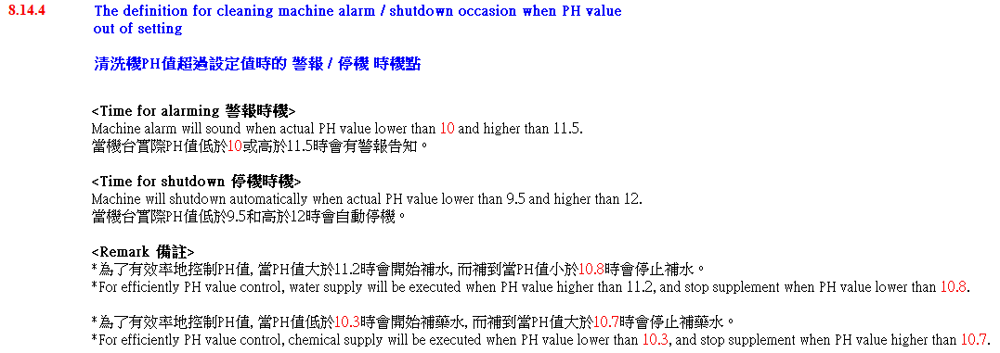 8.14.4 The definition for cleaning machine alarm / shutdown occasion when PH value
out of setting
清洗機PH值超過設定值時的 警報 / 停機 時機點
<Time for alarming 警報時機>
Machine alarm will sound when actual PH value lower than 10 and higher than 11.5.
當機台實際PH值低於10或高於11.5時會有警報告知。
<Time for shutdown 停機時機>
Machine will shutdown automatically when actual PH value lower than 9.5 and higher than 12.
當機台實際PH值低於9.5和高於12時會自動停機。
<Remark 備註>
*為了有效率地控制PH值, 當PH值大於11.2時會開始補水, 而補到當PH值小於10.8時會停止補水。
*For efficiently PH value control, water supply will be executed when PH value higher than 11.2, and stop supplement when PH value lower than 10.8.
*為了有效率地控制PH值, 當PH值低於10.3時會開始補藥水, 而補到當PH值大於10.7時會停止補藥水。
*For efficiently PH value control, chemical supply will be executed when PH value lower than 10.3, and stop supplement when PH value higher than 10.7.